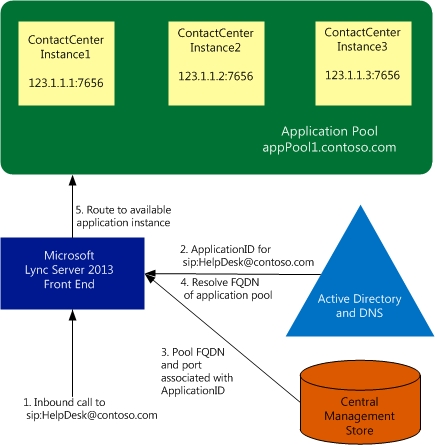 ContactCenter
Instance1
123.1.1.1:7656
ContactCenter
Instance2
123.1.1.2:7656
ContactCenter
Instance3
123.1.1.3:7656
Application Pool
appPool1.contoso.com
5. Route to available
application instance
Microsoft
Lync Server 2013
Front End
2. ApplicationID for
sip:HelpDesk@contoso.com
4. Resolve FQDN
of application pool
Active Directory
and DNS
3. Pool FQDN
and port
associated with
ApplicationID
1. Inbound call to
sip:HelpDesk@contoso.com
Central
Management
Store